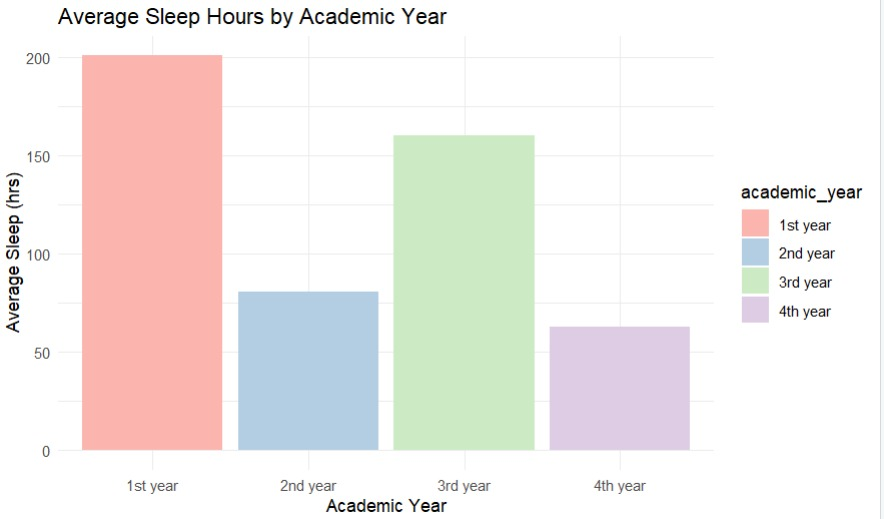 Average Sleep Hours by Academic Year
Average Sleep (hrs)
200
150
100
50
0
1st year
2nd year
3rd year
4th year
Academic Year
academic_year
1st year
2nd year
3rd year
4th year